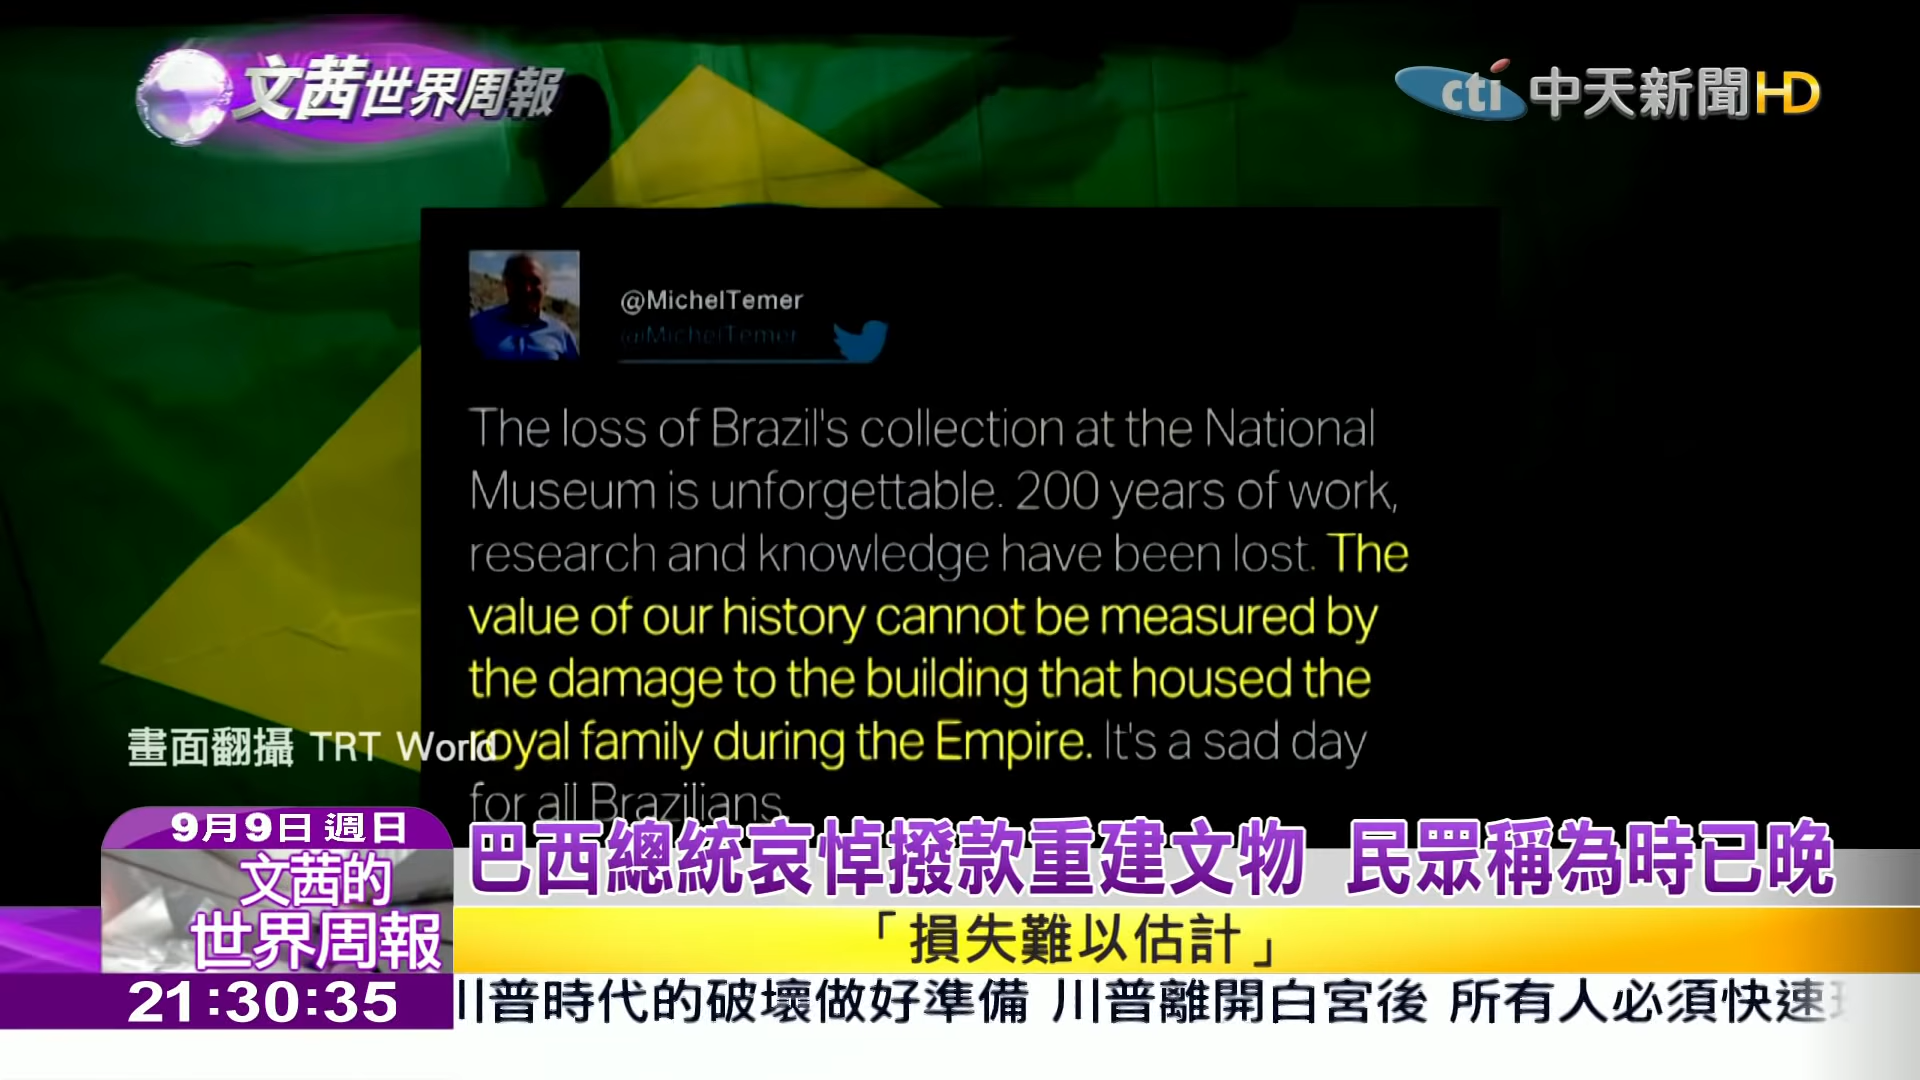 文茜世界周報
cti 中天新聞HD
@MichelTemer
@MichelTemer
The loss of Brazil's collection at the National
Museum is unforgettable. 200 years of work,
research and knowledge have been lost. The
value of our history cannot be measured by
the damage to the building that housed the
royal family during the Empire. It's a sad day
for all Brazilians.
畫面翻攝 TRT World
9月9日 週日
文茜的
世界周報
21:30:35
巴西總統哀悼撥款重建文物 民眾稱為時已晚
「損失難以估計」
川普時代的破壞做好準備 川普離開白宮後 所有人必須快速